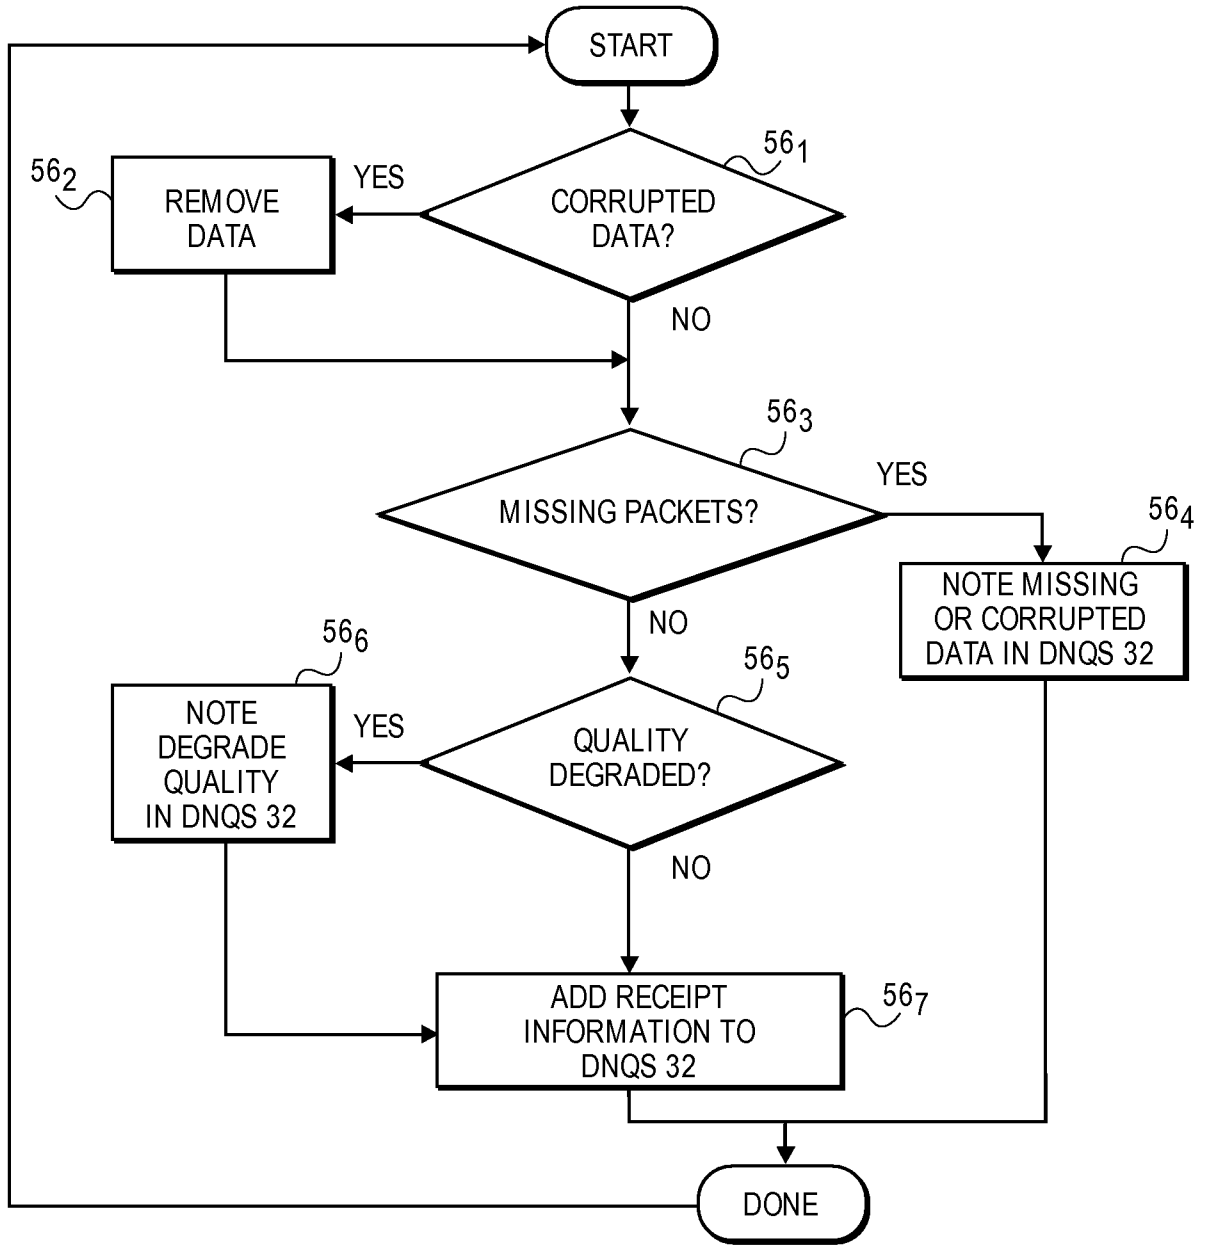 START
56₁
CORRUPTED
DATA?
YES
56₂
REMOVE
DATA
NO
56₃
MISSING PACKETS?
YES
56₄
NOTE MISSING
OR CORRUPTED
DATA IN DNQS 32
NO
56₅
QUALITY
DEGRADED?
YES
56₆
NOTE
DEGRADE
QUALITY
IN DNQS 32
NO
56₇
ADD RECEIPT
INFORMATION TO
DNQS 32
DONE